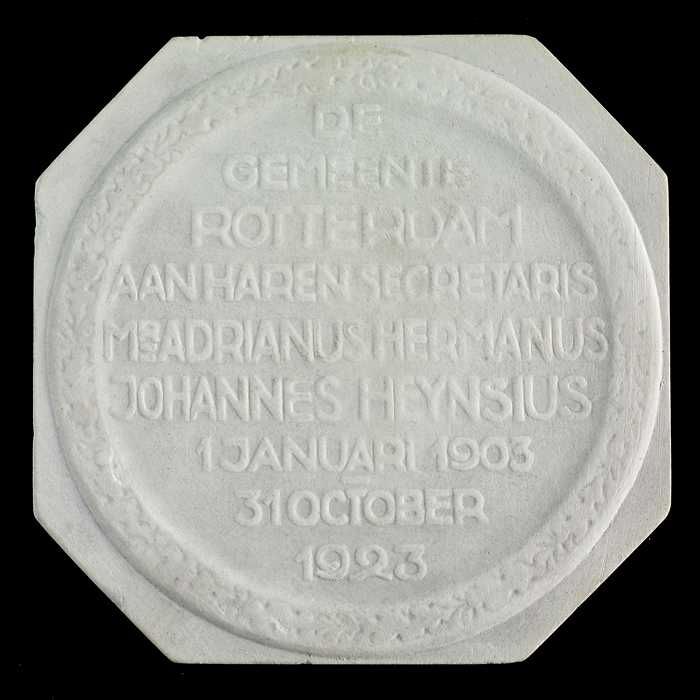 DE
GEMEENTE
ROTTERDAM
AAN HAREN SECRETARIS
MR ADRIANUS HERMANUS
JOHANNES HEYNSIUS
1 JANUARI 1903
—
31 OCTOBER
1923